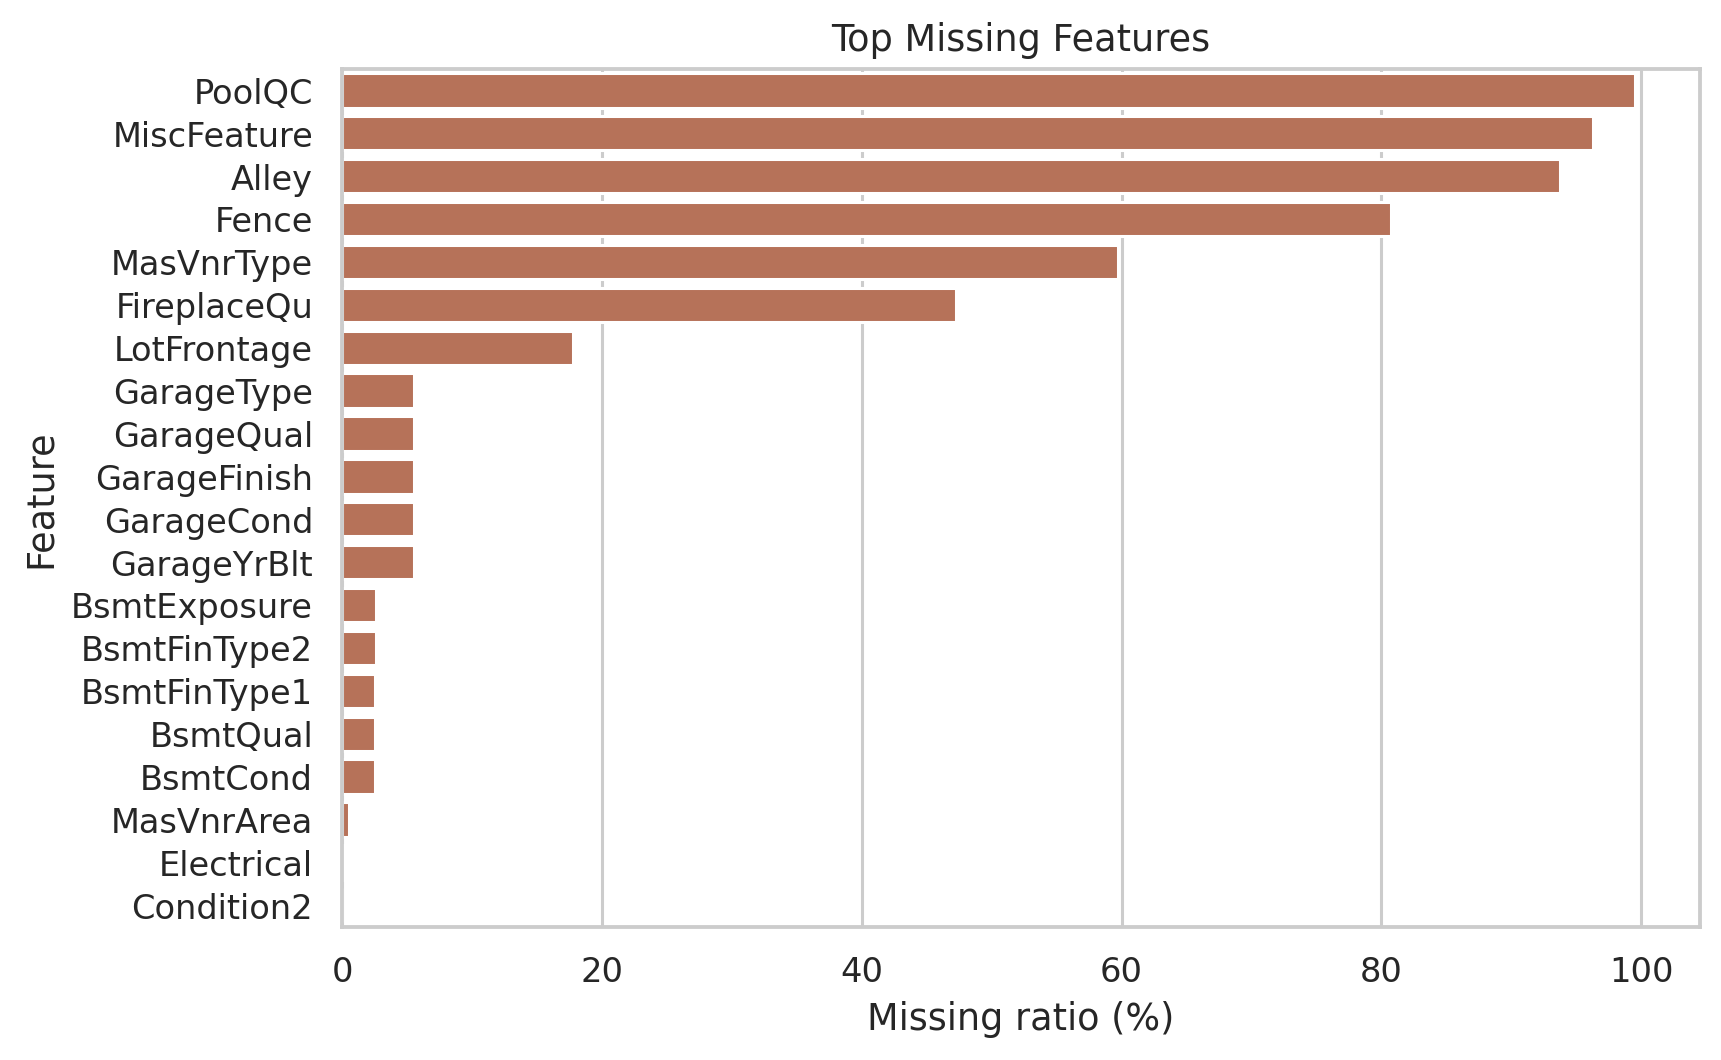 Top Missing Features
PoolQC
MiscFeature
Alley
Fence
MasVnrType
FireplaceQu
LotFrontage
GarageType
GarageQual
GarageFinish
GarageCond
GarageYrBlt
BsmtExposure
BsmtFinType2
BsmtFinType1
BsmtQual
BsmtCond
MasVnrArea
Electrical
Condition2
Feature
0 20 40 60 80 100
Missing ratio (%)